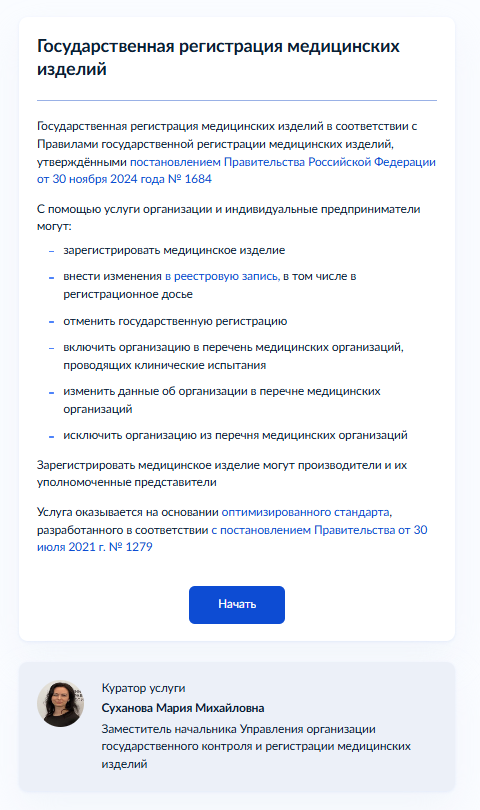 Государственная регистрация медицинских
изделий
Государственная регистрация медицинских изделий в соответствии с
Правилами государственной регистрации медицинских изделий,
утверждёнными постановлением Правительства Российской Федерации
от 30 ноября 2024 года № 1684
С помощью услуги организации и индивидуальные предприниматели
могут:
– зарегистрировать медицинское изделие
– внести изменения в реестровую запись, в том числе в
регистрационное досье
– отменить государственную регистрацию
– включить организацию в перечень медицинских организаций,
проводящих клинические испытания
– изменить данные об организации в перечне медицинских
организаций
– исключить организацию из перечня медицинских организаций
Зарегистрировать медицинское изделие могут производители и их
уполномоченные представители
Услуга оказывается на основании оптимизированного стандарта,
разработанного в соответствии с постановлением Правительства от 30
июля 2021 г. № 1279
Начать
Куратор услуги
Суханова Мария Михайловна
Заместитель начальника Управления организации
государственного контроля и регистрации медицинских
изделий